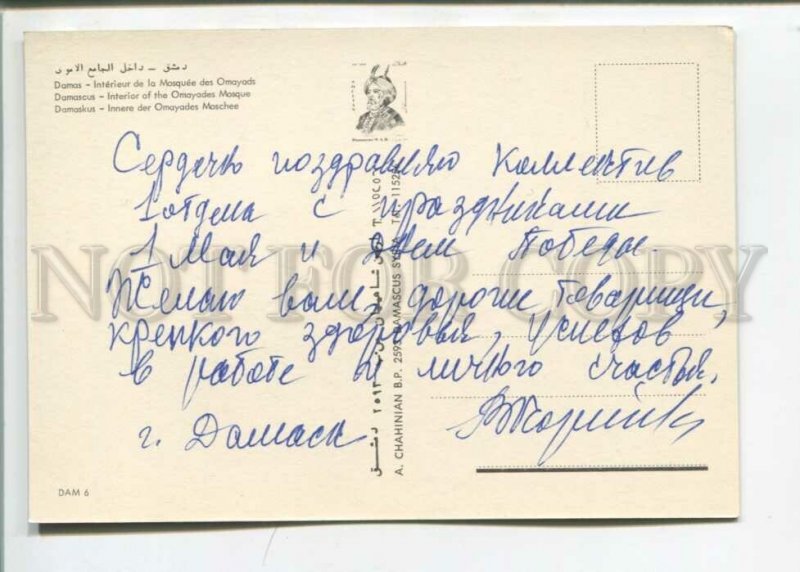 دمشق – داخل الجامع الاموي
Damas – Intérieur de la Mosquée des Omayads
Damascus – Interior of the Omayades Mosque
Damaskus – Innere der Omayades Moschee
Сердечно поздравляю коллектив
1 отдела с праздниками
1 Мая и днем Победы.
Желаю вам, дорогие товарищи,
крепкого здоровья, успехов
в работе и личного счастья.
г. Дамаск
A. CHAHINIAN B.P. 2593 DAMASCUS SYRIA
DAM 6
NOT FOR COPY